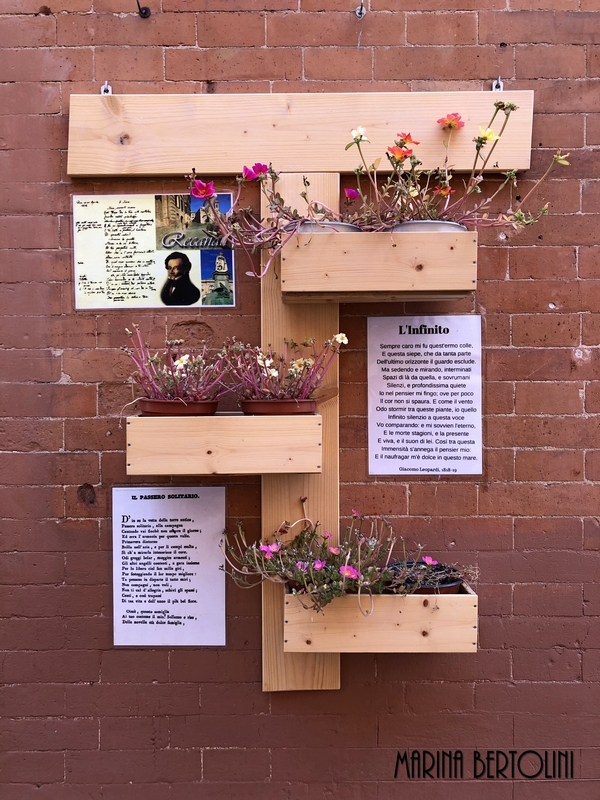 Recanati
L'Infinito
Sempre caro mi fu quest'ermo colle,
E questa siepe, che da tanta parte
Dell'ultimo orizzonte il guardo esclude.
Ma sedendo e mirando, interminati
Spazi di là da quella, e sovrumani
Silenzi, e profondissima quiete
Io nel pensier mi fingo; ove per poco
Il cor non si spaura. E come il vento
Odo stormir tra queste piante, io quello
Infinito silenzio a questa voce
Vo comparando: e mi sovvien l'eterno,
E le morte stagioni, e la presente
E viva, e il suon di lei. Così tra questa
Immensità s'annega il pensier mio:
E il naufragar m'è dolce in questo mare.
Giacomo Leopardi, 1818-19
IL PASSERO SOLITARIO.
D' in su la vetta della torre antica,
Passero solitario, alla campagna
Cantando vai finchè non more il giorno;
Ed erra l'armonia per questa valle.
Primavera dintorno
Brilla nell'aria, e per li campi esulta,
Sì ch'a mirarla intenerisce il core.
Odi greggi belar, muggire armenti;
Gli altri augelli contenti, a gara insieme
Per lo libero ciel fan mille giri,
Pur festeggiando il lor tempo migliore:
Tu pensoso in disparte il tutto miri;
Non compagni, non voli,
Non ti cal d'allegria, schivi gli spassi;
Canti, e così trapassi
Di tua vita e dell'anno il più bel fiore.
Oimè, quanto somiglia
Al tuo costume il mio! Sollazzo e riso,
Della novella età dolce famiglia,
MARINA BERTOLINI